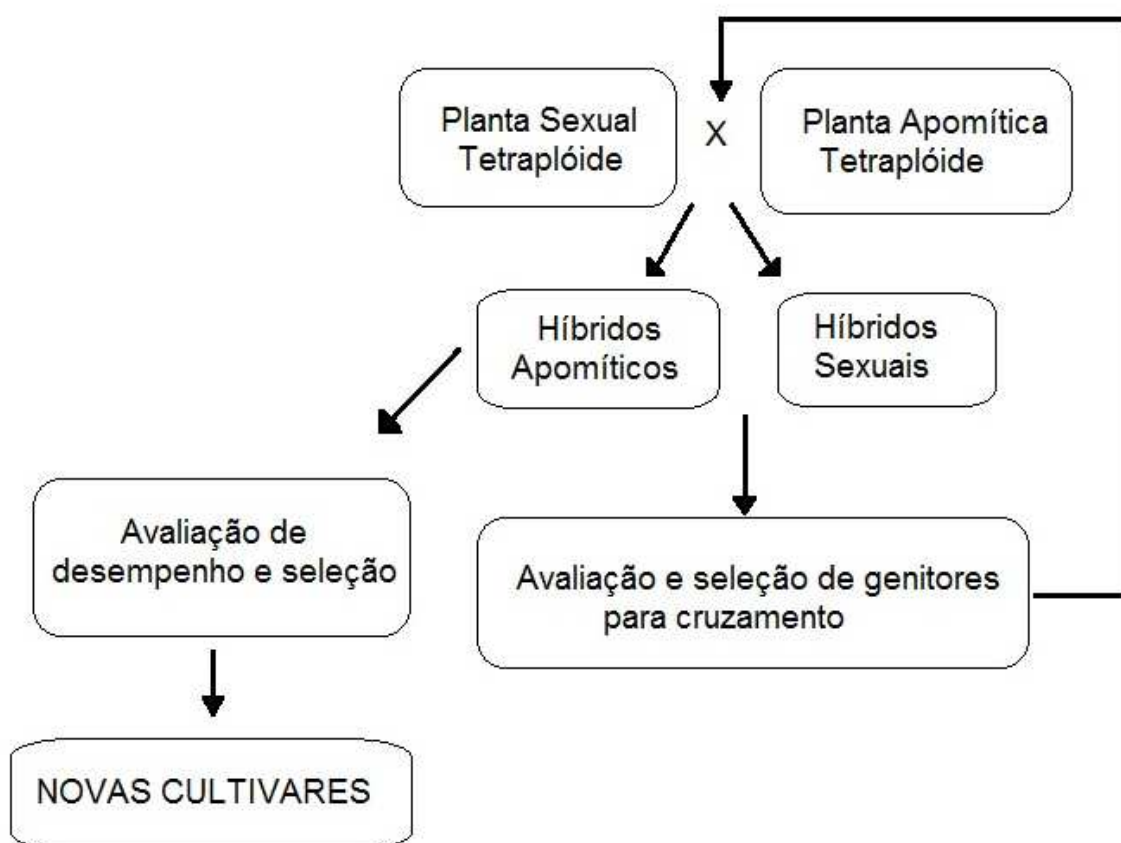 Planta Sexual
Tetraplóide
X
Planta Apomítica
Tetraplóide
Híbridos
Apomíticos
Híbridos
Sexuais
Avaliação de
desempenho e seleção
Avaliação e seleção de genitores
para cruzamento
NOVAS CULTIVARES